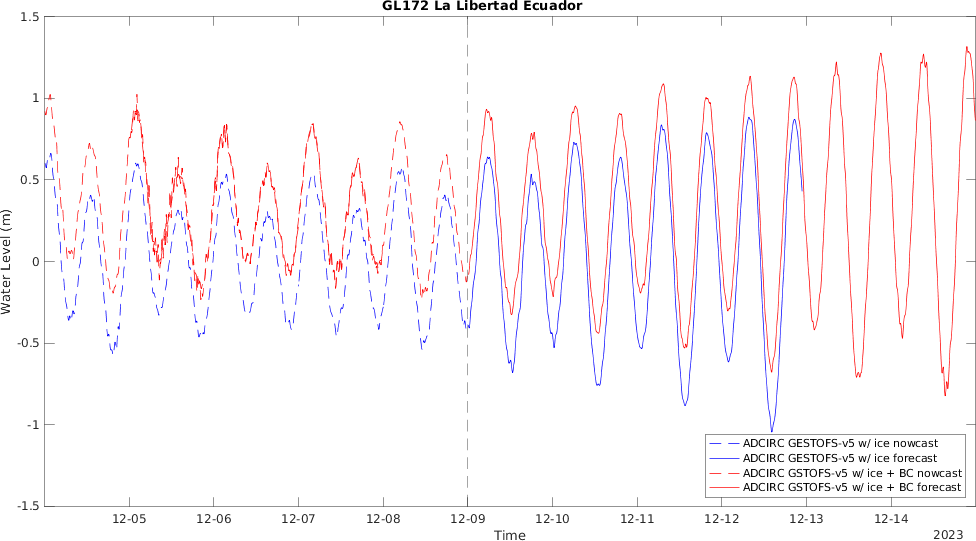 GL172 La Libertad Ecuador
1.5
1
0.5
0
-0.5
-1
-1.5
Water Level (m)
ADCIRC GESTOFS-v5 w/ ice nowcast
ADCIRC GESTOFS-v5 w/ ice forecast
ADCIRC GSTOFS-v5 w/ ice + BC nowcast
ADCIRC GSTOFS-v5 w/ ice + BC forecast
12-05 12-06 12-07 12-08 12-09 12-10 12-11 12-12 12-13 12-14
Time
2023